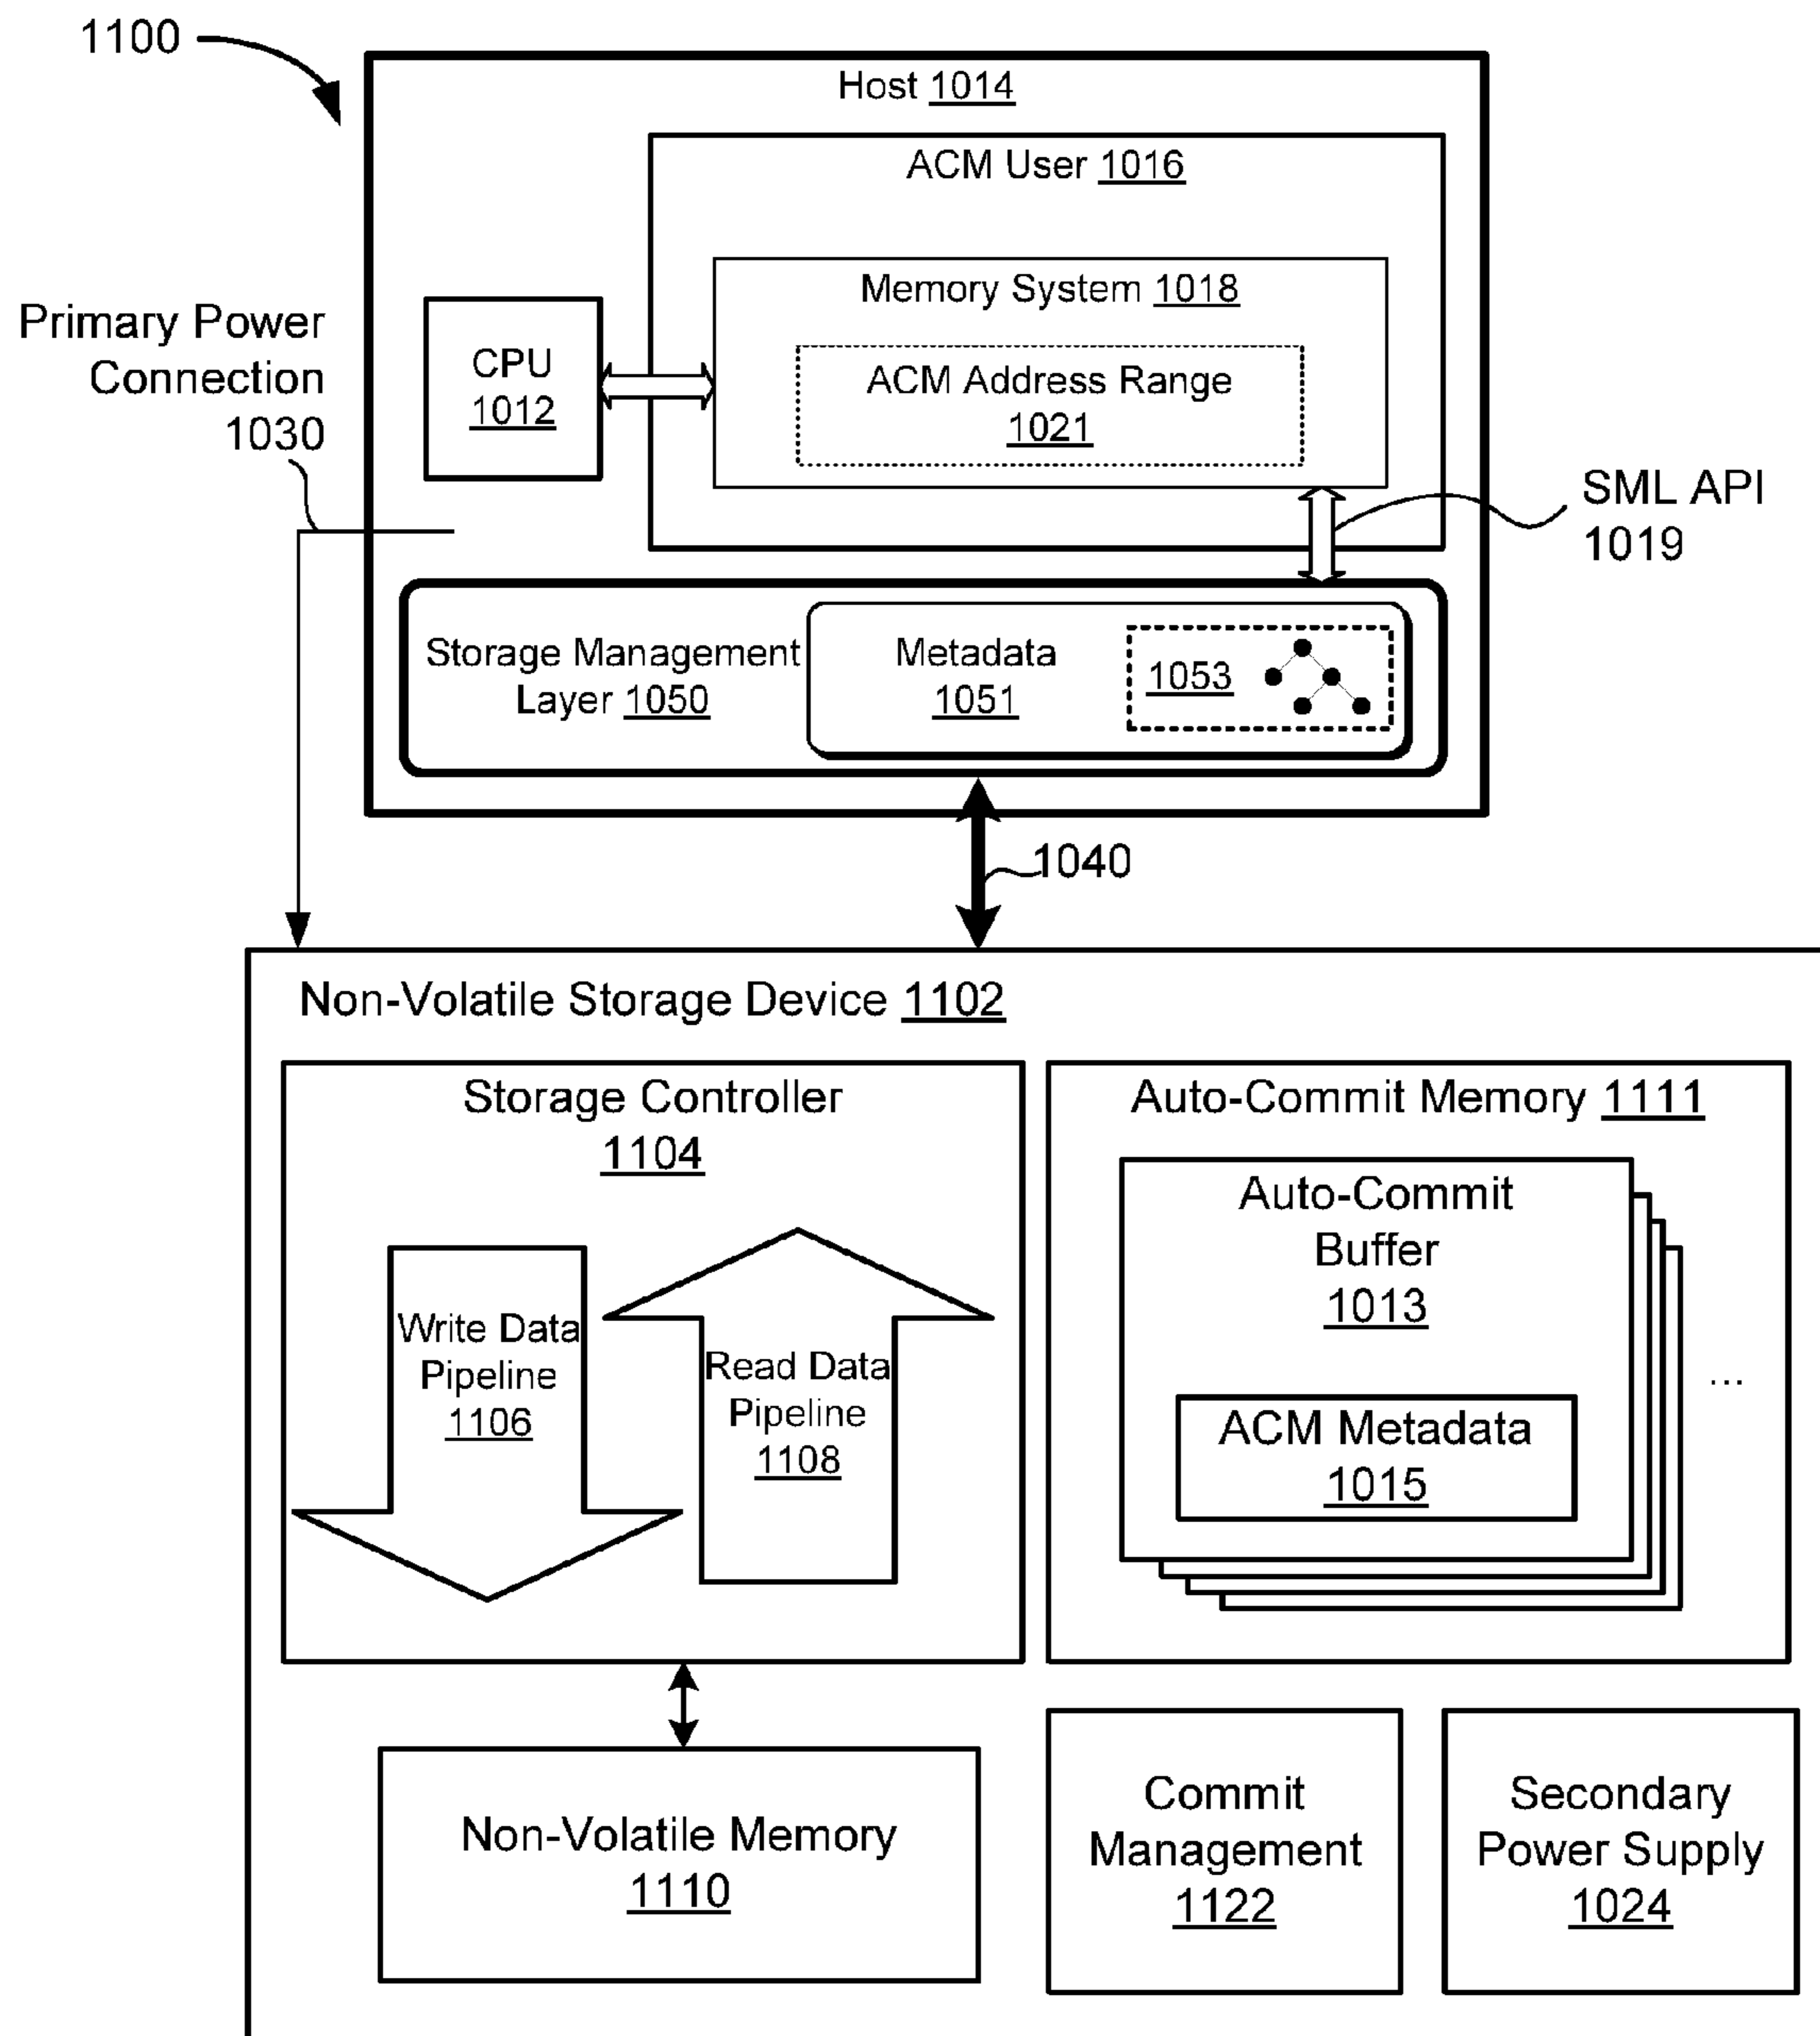 1100
Host 1014
ACM User 1016
Memory System 1018
ACM Address Range
1021
CPU
1012
Primary Power
Connection
1030
SML API
1019
Storage Management
Layer 1050
Metadata
1051
1053
1040
Non-Volatile Storage Device 1102
Storage Controller
1104
Write Data
Pipeline
1106
Read Data
Pipeline
1108
Auto-Commit Memory 1111
Auto-Commit
Buffer
1013
ACM Metadata
1015
...
Non-Volatile Memory
1110
Commit
Management
1122
Secondary
Power Supply
1024